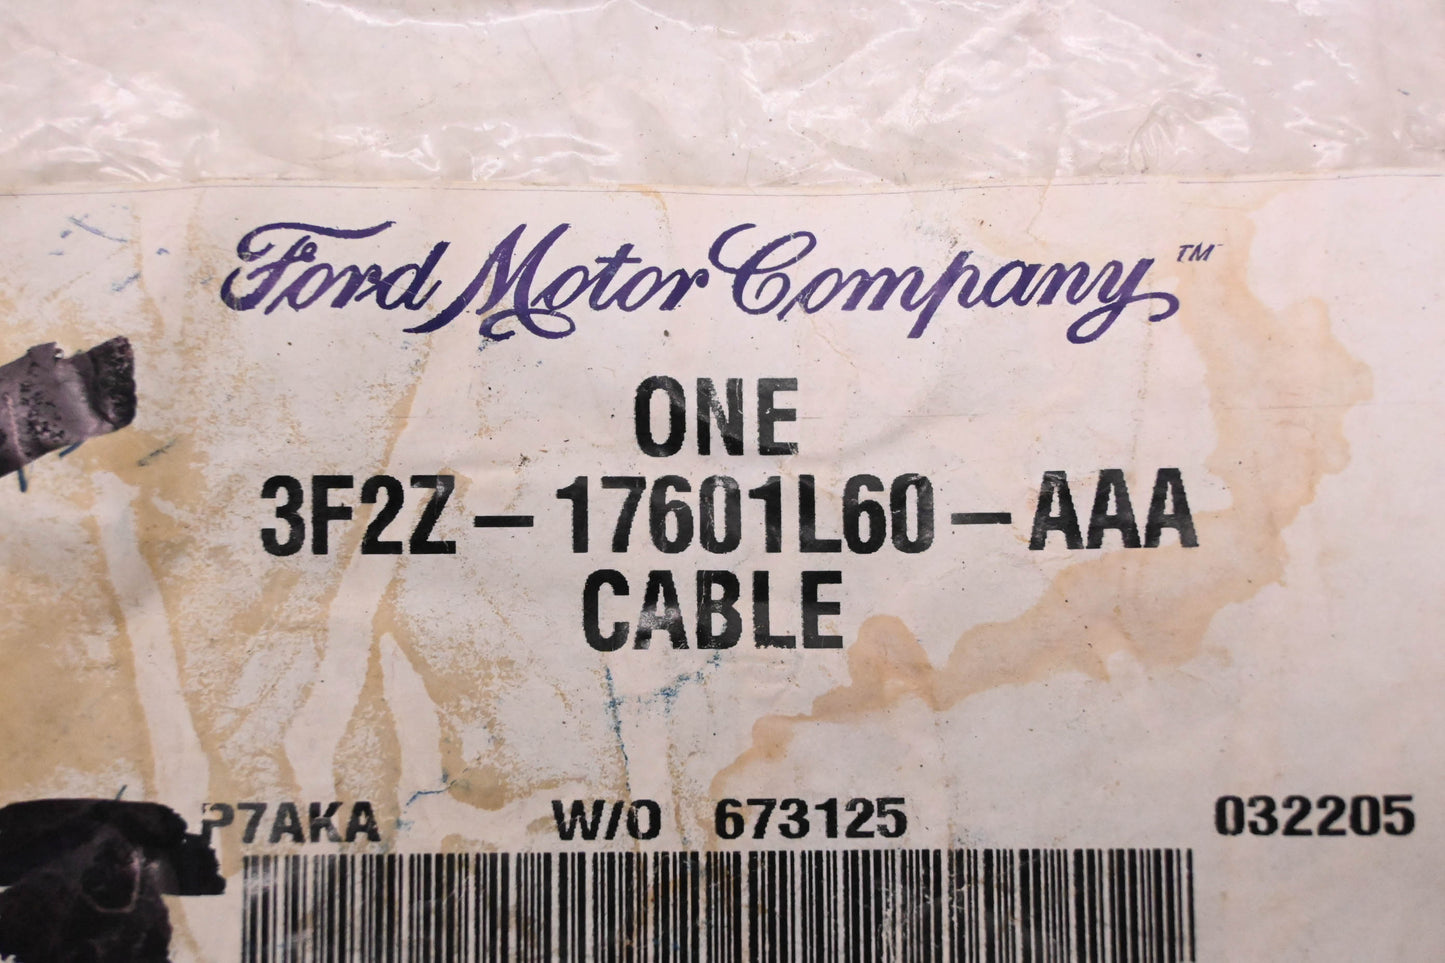 Ford Motor Company™
ONE
3F2Z-17601L60-AAA
CABLE
P7AKA W/O 673125 032205